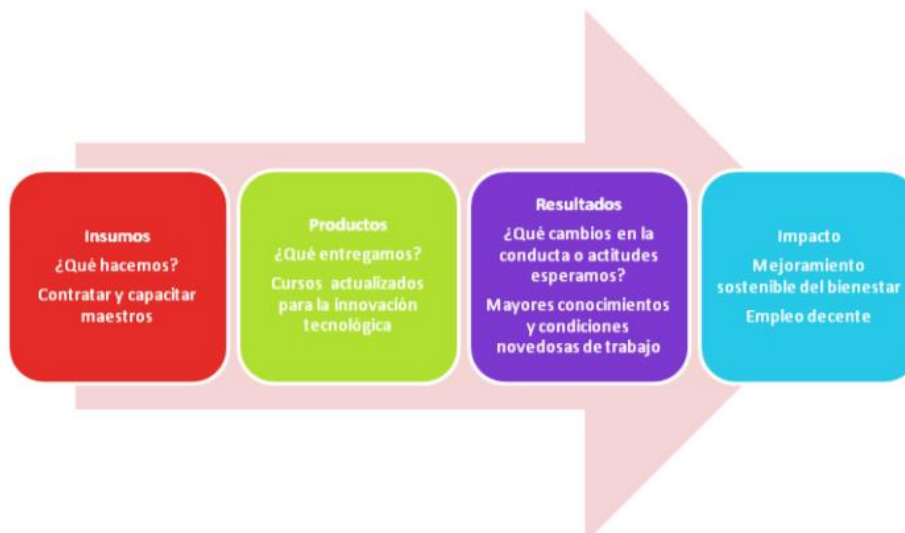 Insumos
¿Qué hacemos?
Contratar y capacitar
maestros
Productos
¿Qué entregamos?
Cursos actualizados
para la innovación
tecnológica
Resultados
¿Qué cambios en la
conducta o actitudes
esperamos?
Mayores conocimientos
y condiciones
novedosas de trabajo
Impacto
Mejoramiento
sostenible del bienestar
Empleo decente